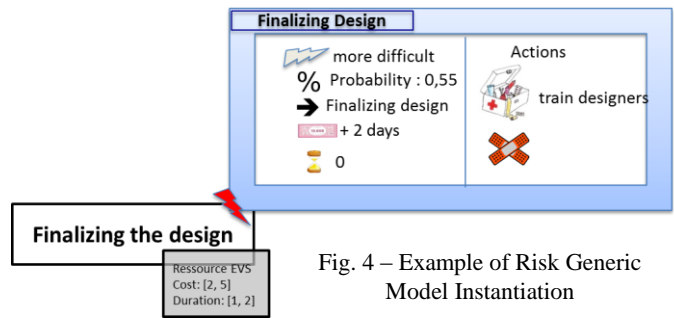 Finalizing Design
more difficult
% Probability : 0,55
Finalizing design
+ 2 days
0
Actions
train designers
Finalizing the design
Ressource EVS
Cost: [2, 5]
Duration: [1, 2]
Fig. 4 – Example of Risk Generic
Model Instantiation